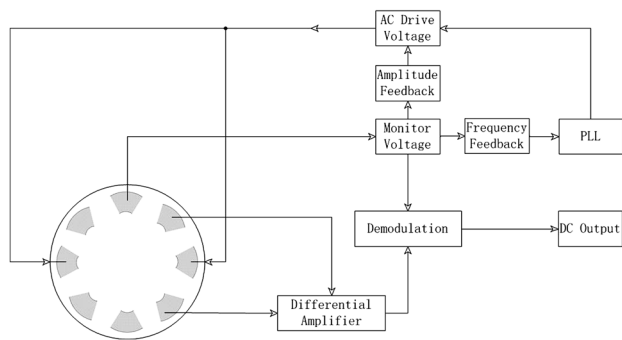 AC Drive
Voltage
Amplitude
Feedback
Monitor
Voltage
Frequency
Feedback
PLL
Demodulation
DC Output
Differential
Amplifier